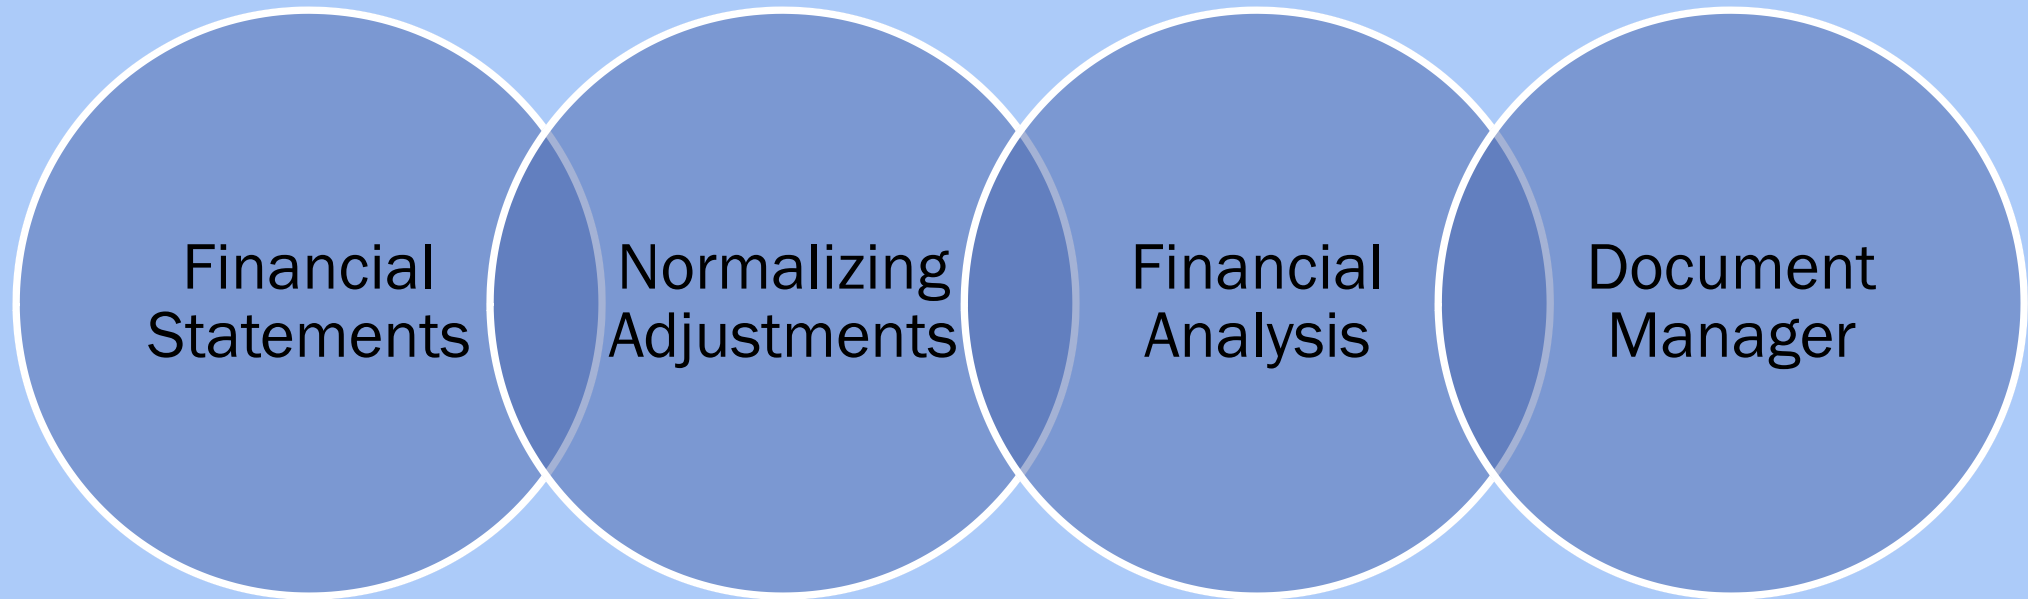 Financial
Statements
Normalizing
Adjustments
Financial
Analysis
Document
Manager